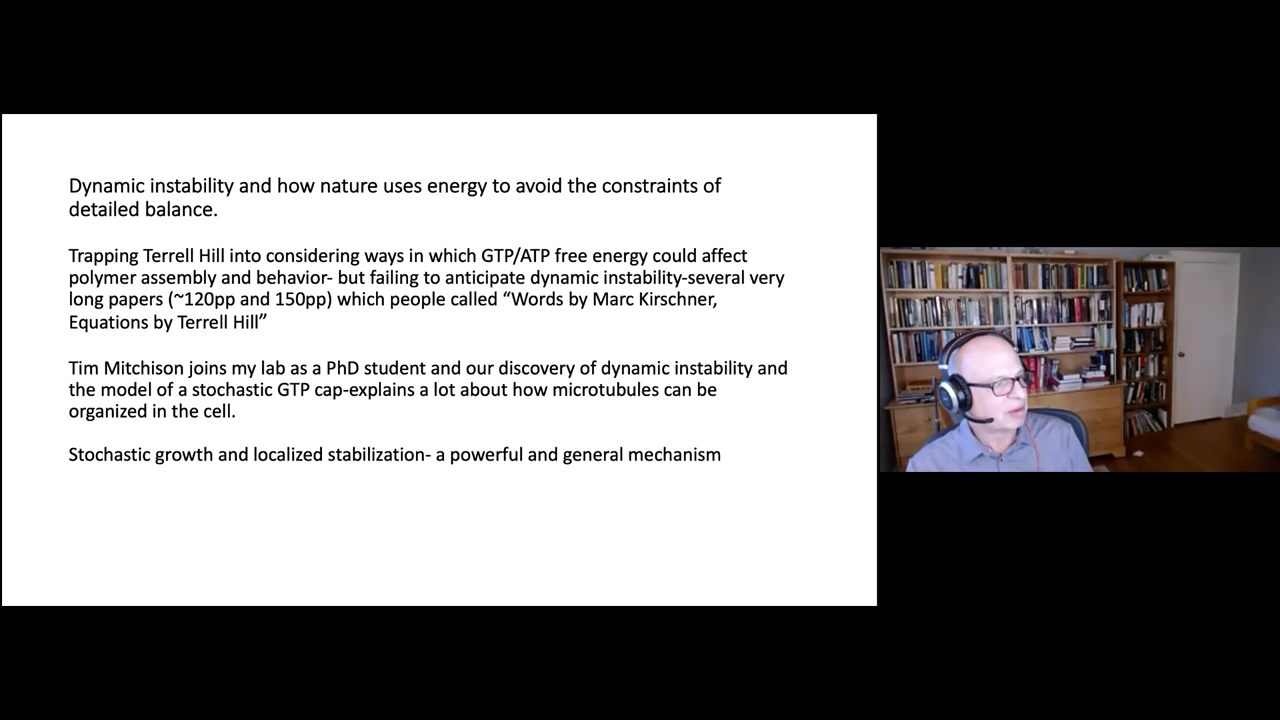 Dynamic instability and how nature uses energy to avoid the constraints of
detailed balance.
Trapping Terrell Hill into considering ways in which GTP/ATP free energy could affect
polymer assembly and behavior- but failing to anticipate dynamic instability-several very
long papers (~120pp and 150pp) which people called “Words by Marc Kirschner,
Equations by Terrell Hill”
Tim Mitchison joins my lab as a PhD student and our discovery of dynamic instability and
the model of a stochastic GTP cap-explains a lot about how microtubules can be
organized in the cell.
Stochastic growth and localized stabilization- a powerful and general mechanism